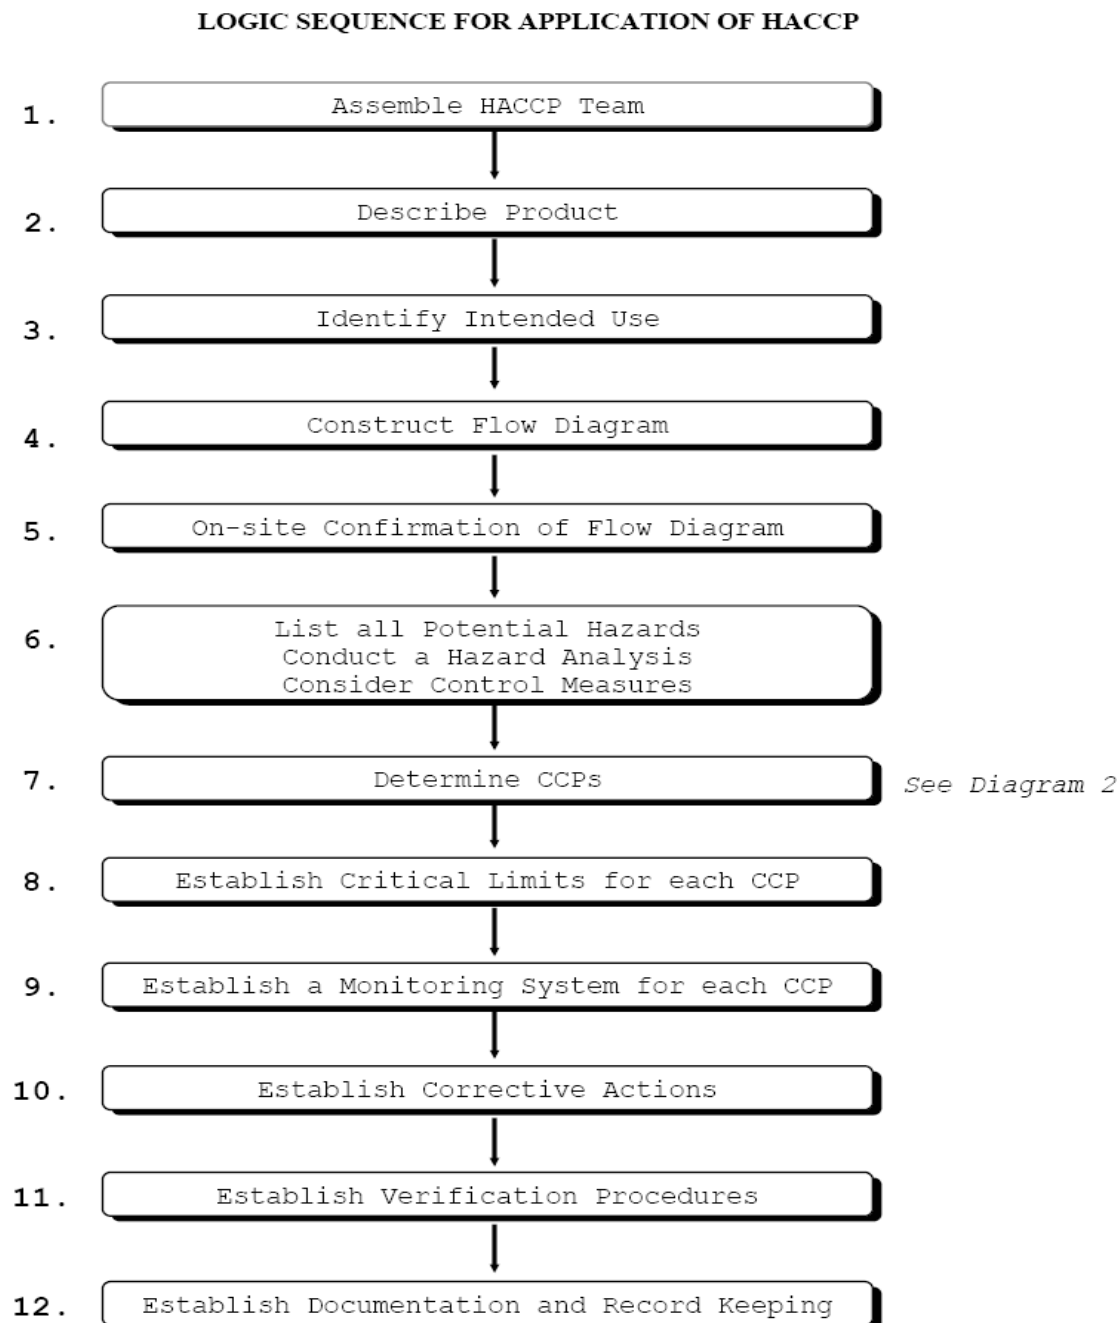 LOGIC SEQUENCE FOR APPLICATION OF HACCP
1. Assemble HACCP Team
2. Describe Product
3. Identify Intended Use
4. Construct Flow Diagram
5. On-site Confirmation of Flow Diagram
6. List all Potential Hazards
Conduct a Hazard Analysis
Consider Control Measures
7. Determine CCPs See Diagram 2
8. Establish Critical Limits for each CCP
9. Establish a Monitoring System for each CCP
10. Establish Corrective Actions
11. Establish Verification Procedures
12. Establish Documentation and Record Keeping